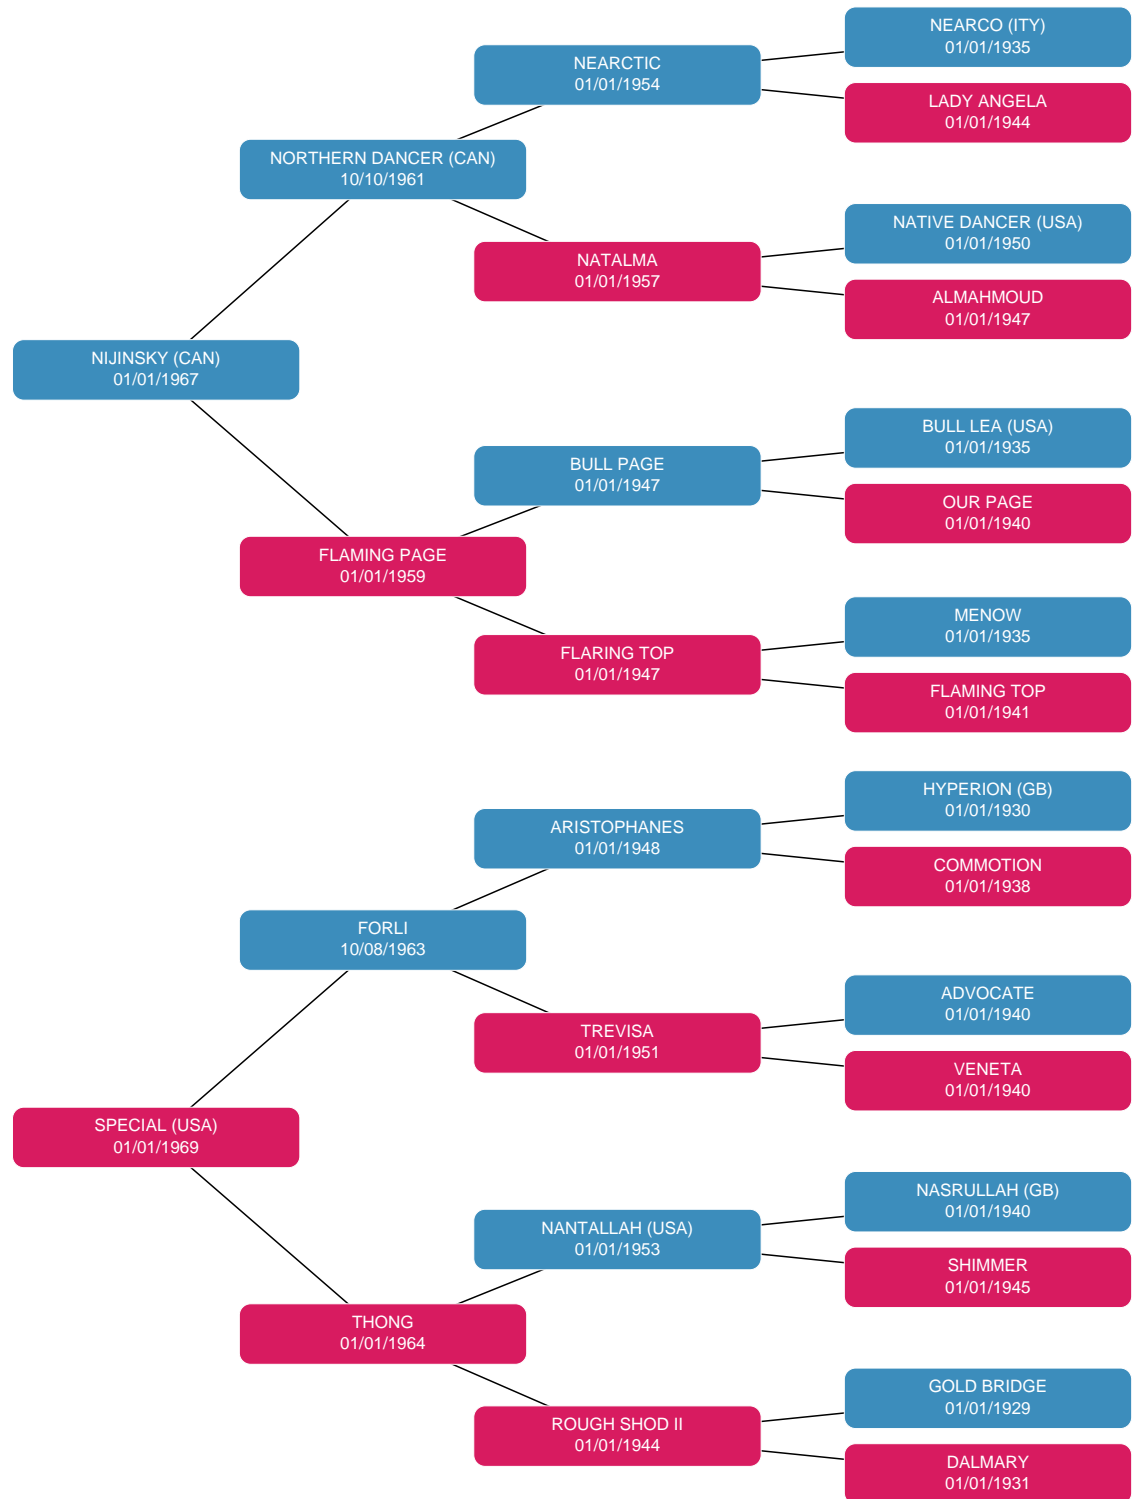 NEARCO (ITY)
01/01/1935
NEARCTIC
01/01/1954
LADY ANGELA
01/01/1944
NORTHERN DANCER (CAN)
10/10/1961
NATIVE DANCER (USA)
01/01/1950
NATALMA
01/01/1957
ALMAHMOUD
01/01/1947
NIJINSKY (CAN)
01/01/1967
BULL LEA (USA)
01/01/1935
BULL PAGE
01/01/1947
OUR PAGE
01/01/1940
FLAMING PAGE
01/01/1959
MENOW
01/01/1935
FLARING TOP
01/01/1947
FLAMING TOP
01/01/1941
HYPERION (GB)
01/01/1930
ARISTOPHANES
01/01/1948
COMMOTION
01/01/1938
FORLI
10/08/1963
ADVOCATE
01/01/1940
TREVISA
01/01/1951
VENETA
01/01/1940
SPECIAL (USA)
01/01/1969
NASRULLAH (GB)
01/01/1940
NANTALLAH (USA)
01/01/1953
SHIMMER
01/01/1945
THONG
01/01/1964
GOLD BRIDGE
01/01/1929
ROUGH SHOD II
01/01/1944
DALMARY
01/01/1931